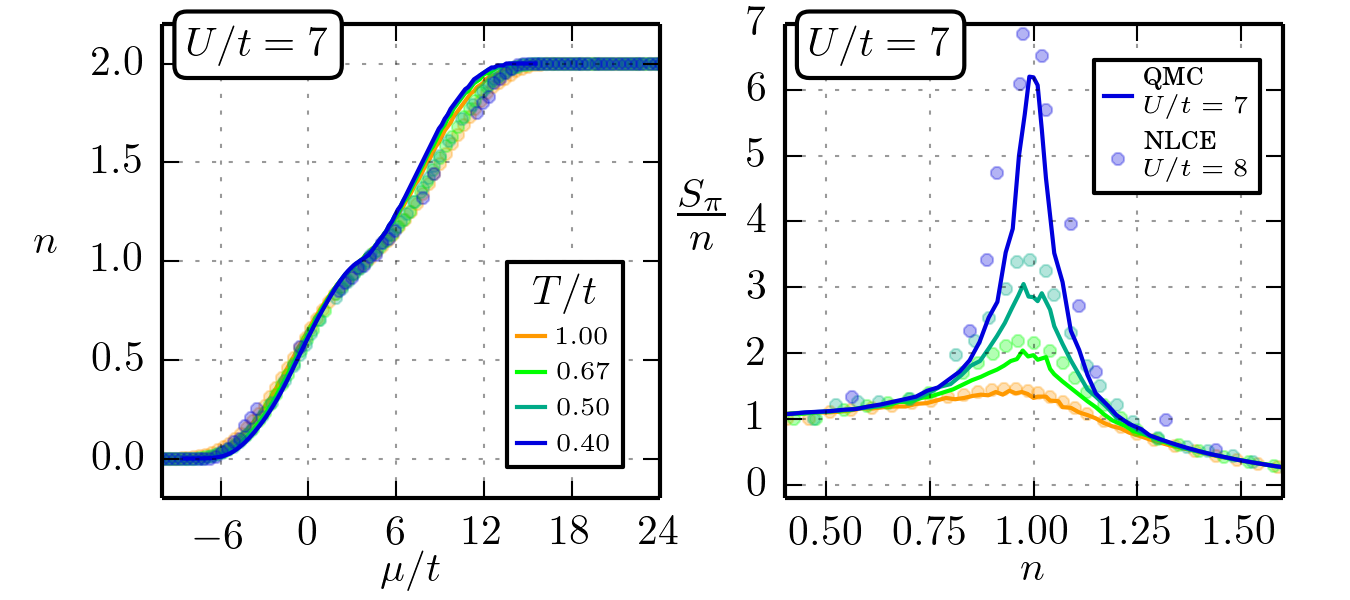 U/t = 7
2.0
1.5
1.0
0.5
0.0
n
T/t
1.00
0.67
0.50
0.40
−6 0 6 12 18 24
μ/t
U/t = 7
7
6
5
4
3
2
1
0
S_π
n
QMC
U/t = 7
NLCE
U/t = 8
0.50 0.75 1.00 1.25 1.50
n